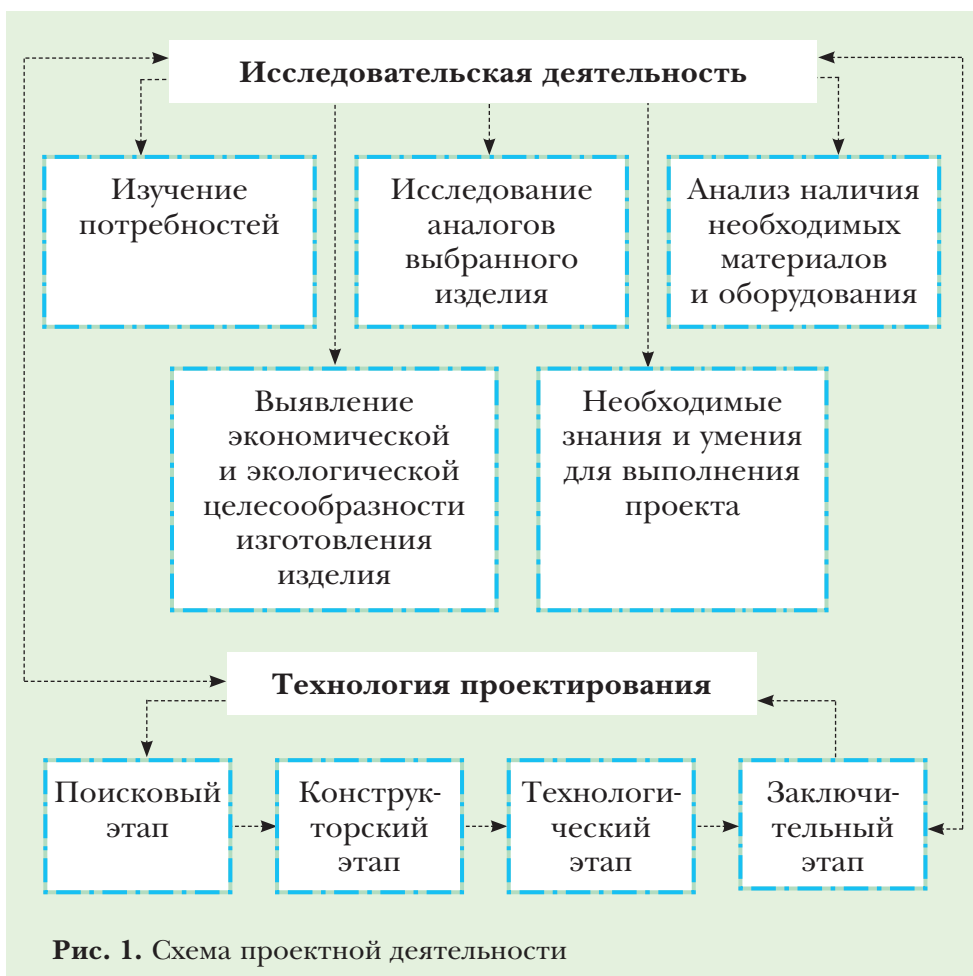 Исследовательская деятельность
Изучение
потребностей
Исследование
аналогов
выбранного
изделия
Анализ наличия
необходимых
материалов
и оборудования
Выявление
экономической
и экологической
целесообразности
изготовления
изделия
Необходимые
знания и умения
для выполнения
проекта
Технология проектирования
Поисковый
этап
Конструк-
торский
этап
Технологи-
ческий
этап
Заключи-
тельный
этап
Рис. 1. Схема проектной деятельности